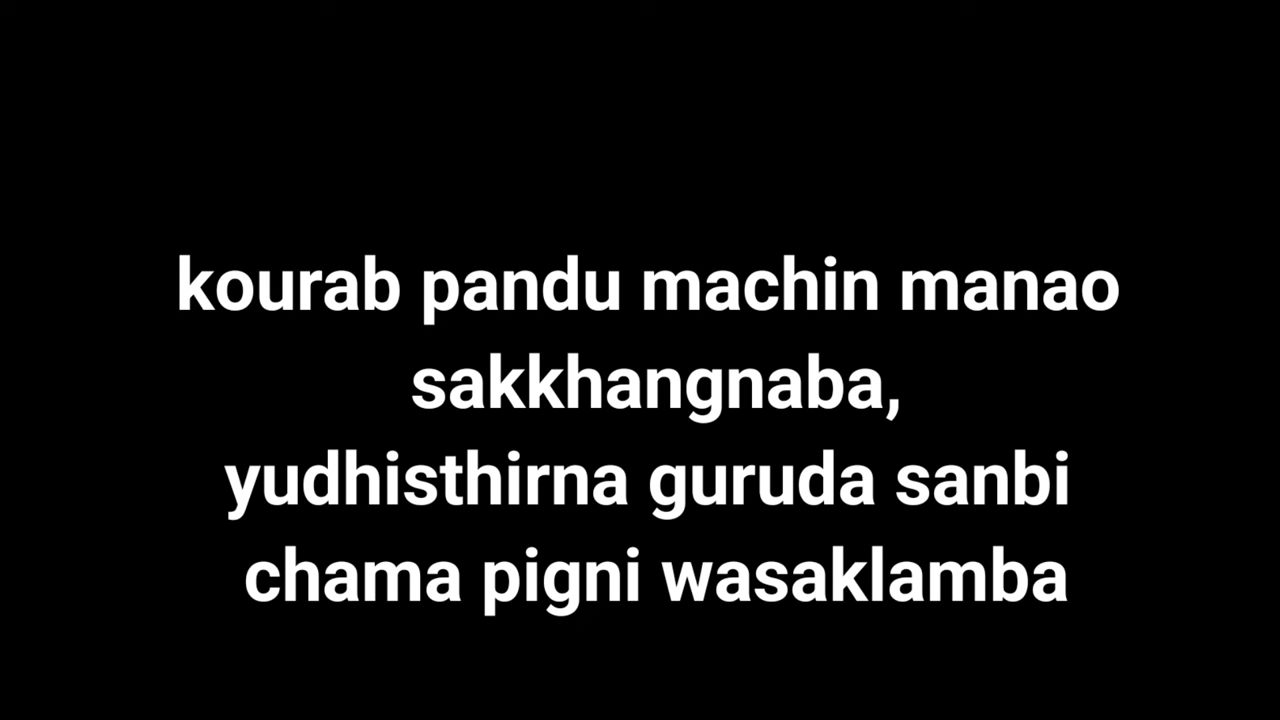 kourab pandu machin manao
sakkhangnaba,
yudhisthirna guruda sanbi
chama pigni wasaklamba